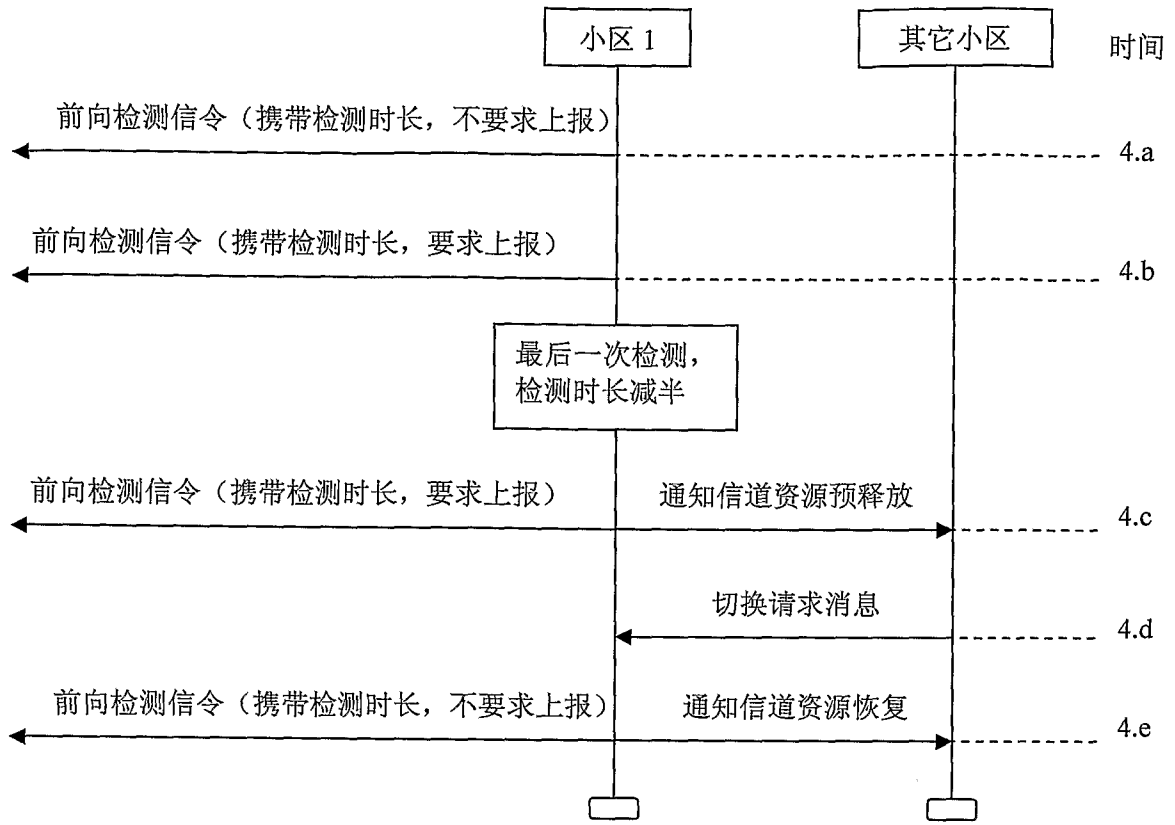 小区 1
其它小区
时间
前向检测信令（携带检测时长，不要求上报）
4.a
前向检测信令（携带检测时长，要求上报）
4.b
最后一次检测，
检测时长减半
前向检测信令（携带检测时长，要求上报）
通知信道资源预释放
4.c
切换请求消息
4.d
前向检测信令（携带检测时长，不要求上报）
通知信道资源恢复
4.e